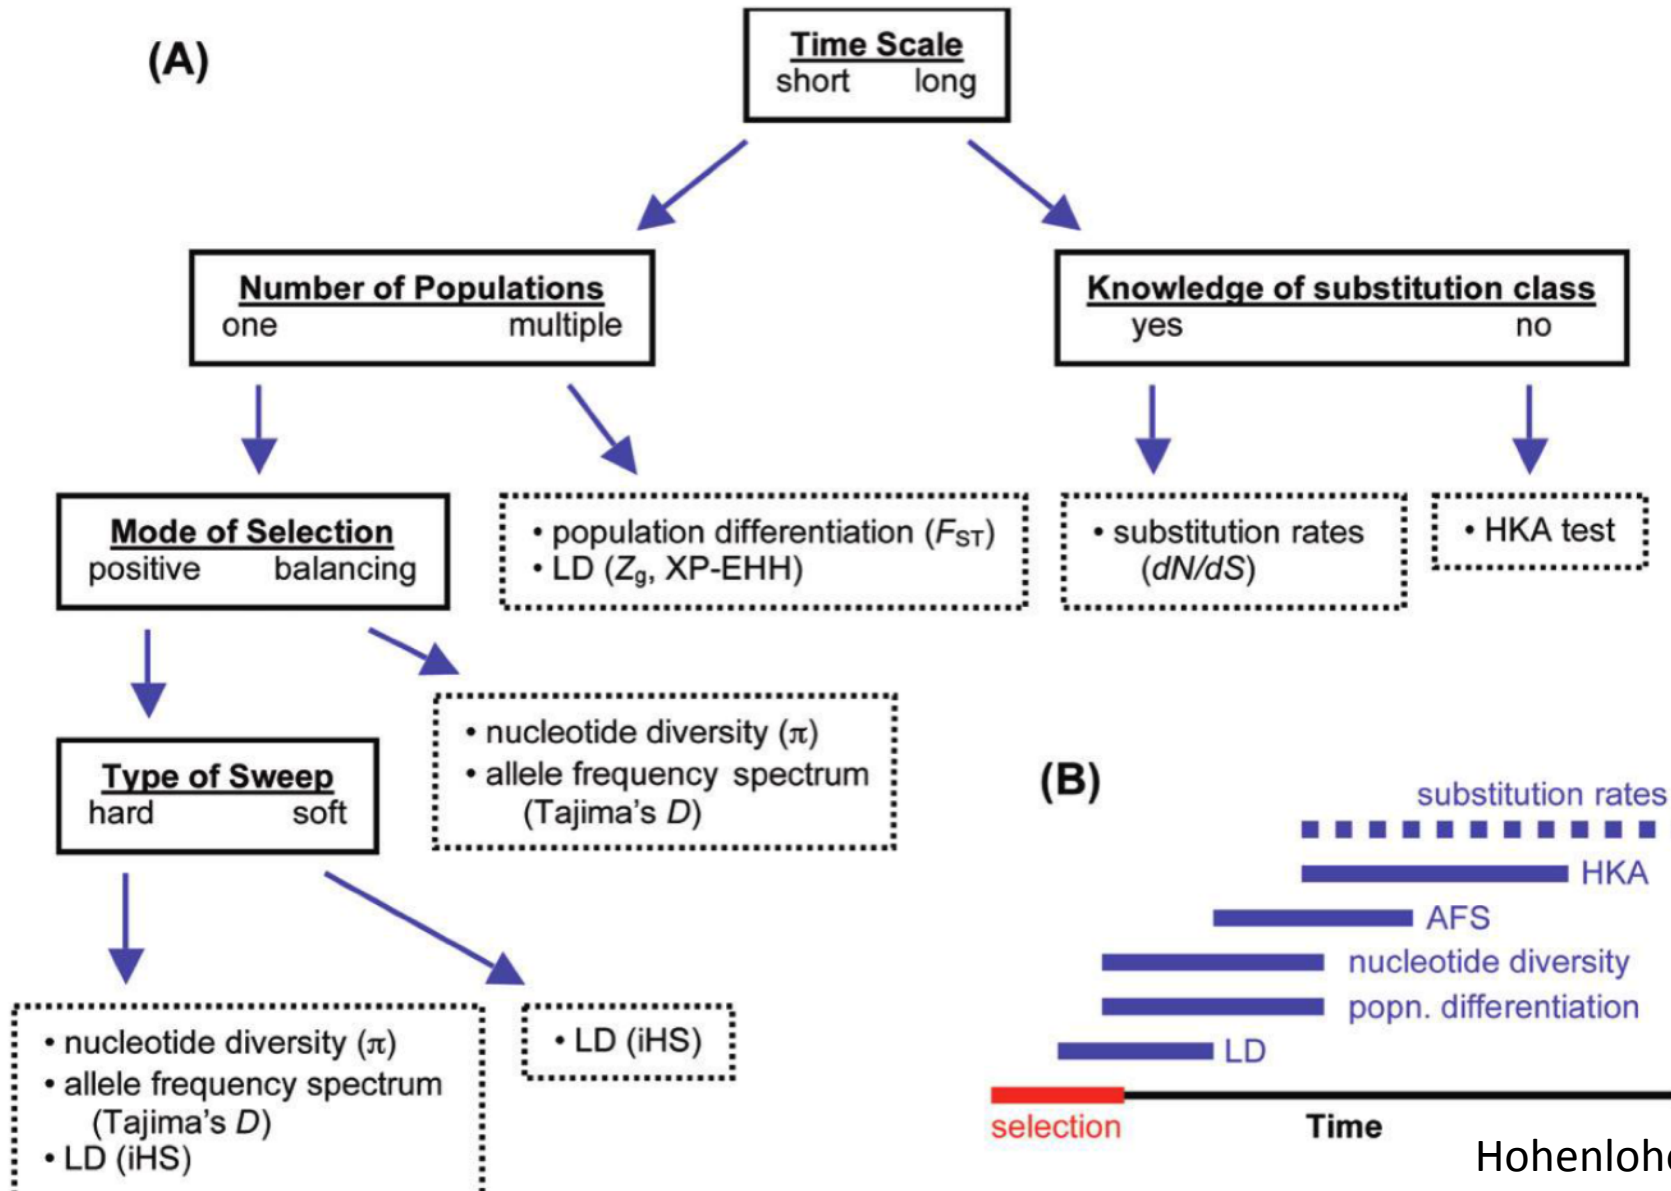 (A)
Time Scale
short long
Number of Populations
one multiple
Knowledge of substitution class
yes no
Mode of Selection
positive balancing
• population differentiation (FST)
• LD (Zg, XP-EHH)
• substitution rates
(dN/dS)
• HKA test
• nucleotide diversity (π)
• allele frequency spectrum
(Tajima's D)
Type of Sweep
hard soft
• nucleotide diversity (π)
• allele frequency spectrum
(Tajima's D)
• LD (iHS)
• LD (iHS)
(B)
substitution rates
HKA
AFS
nucleotide diversity
popn. differentiation
LD
selection Time